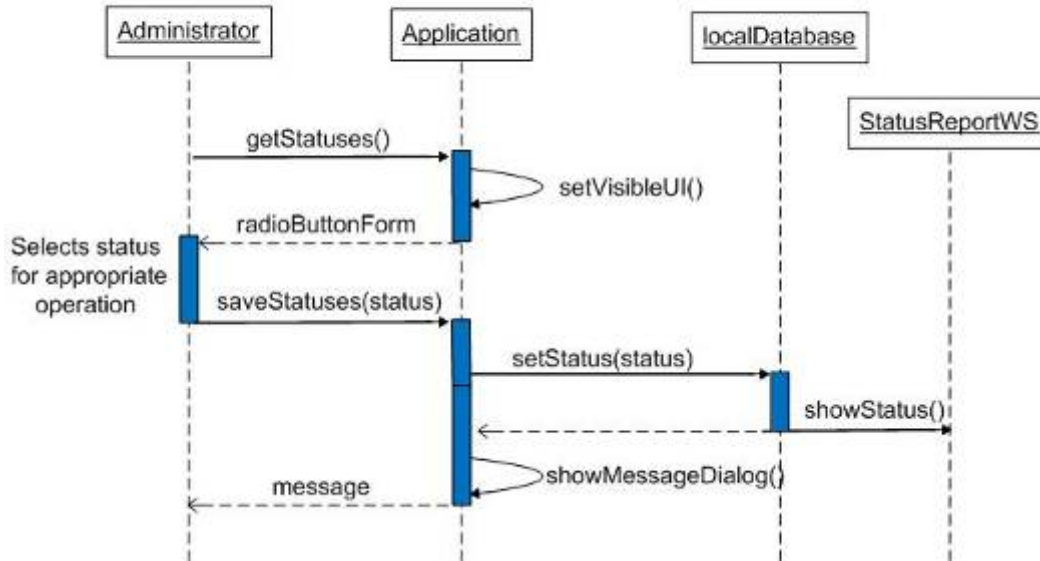 Administrator
Application
localDatabase
StatusReportWS
getStatuses()
setVisibleUI()
radioButtonForm
Selects status
for appropriate
operation
saveStatuses(status)
setStatus(status)
showStatus()
showMessageDialog()
message